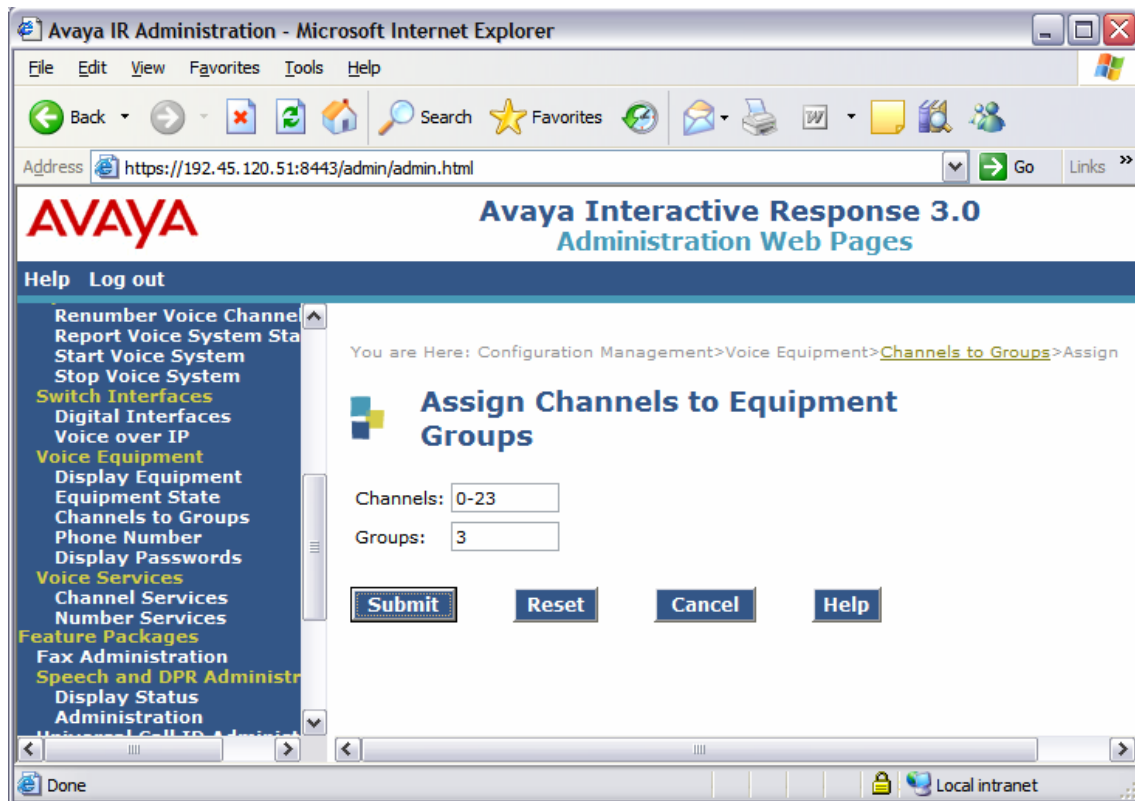 Avaya IR Administration - Microsoft Internet Explorer
File Edit View Favorites Tools Help
Back Search Favorites
Address https://192.45.120.51:8443/admin/admin.html Go Links »
AVAYA
Avaya Interactive Response 3.0
Administration Web Pages
Help Log out
Renumber Voice Channel
Report Voice System Sta
Start Voice System
Stop Voice System
Switch Interfaces
Digital Interfaces
Voice over IP
Voice Equipment
Display Equipment
Equipment State
Channels to Groups
Phone Number
Display Passwords
Voice Services
Channel Services
Number Services
Feature Packages
Fax Administration
Speech and DPR Administr
Display Status
Administration
Universal Call ID Administ
You are Here: Configuration Management>Voice Equipment>Channels to Groups>Assign
Assign Channels to Equipment
Groups
Channels: 0-23
Groups: 3
Submit Reset Cancel Help
Done Local intranet